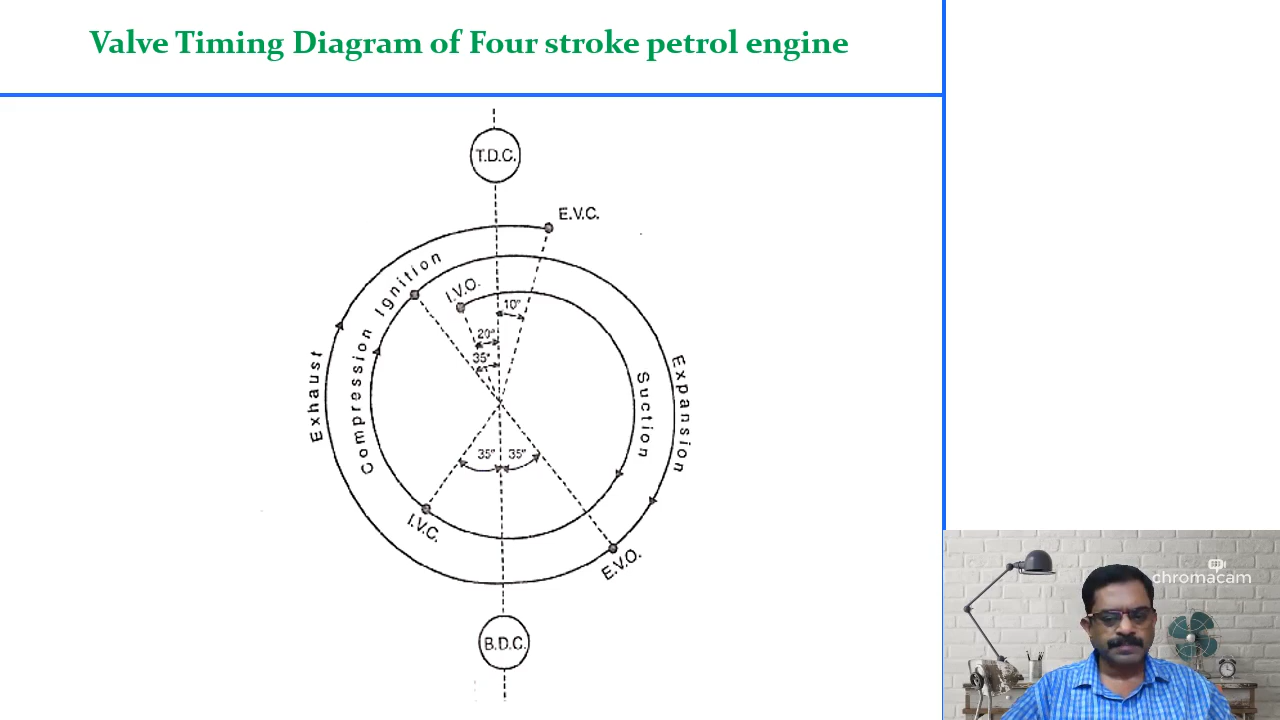 Valve Timing Diagram of Four stroke petrol engine
T.D.C.
E.V.C.
Ignition
I.V.O.
10°
20°
35°
Compression
Exhaust
Suction
Expansion
35°
35°
I.V.C.
E.V.O.
B.D.C.
chromacam